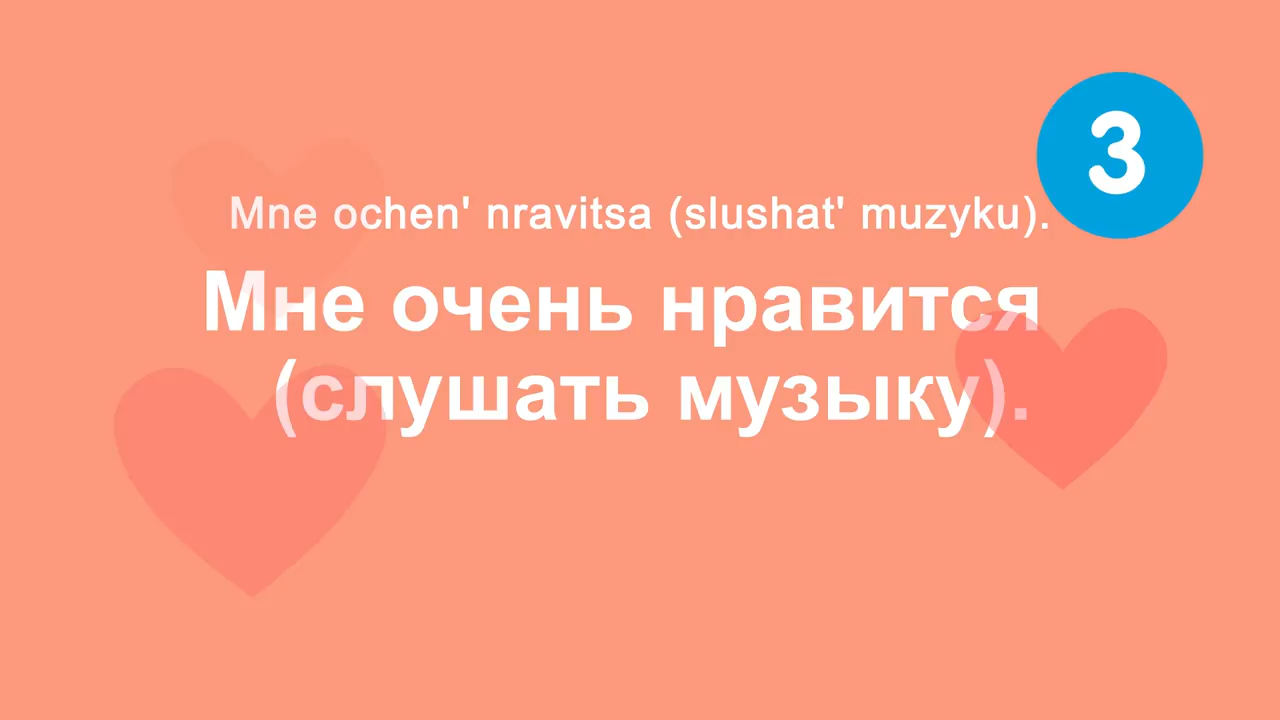 3
Mne ochen' nravitsa (slushat' muzyku).
Мне очень нравится
(слушать музыку).